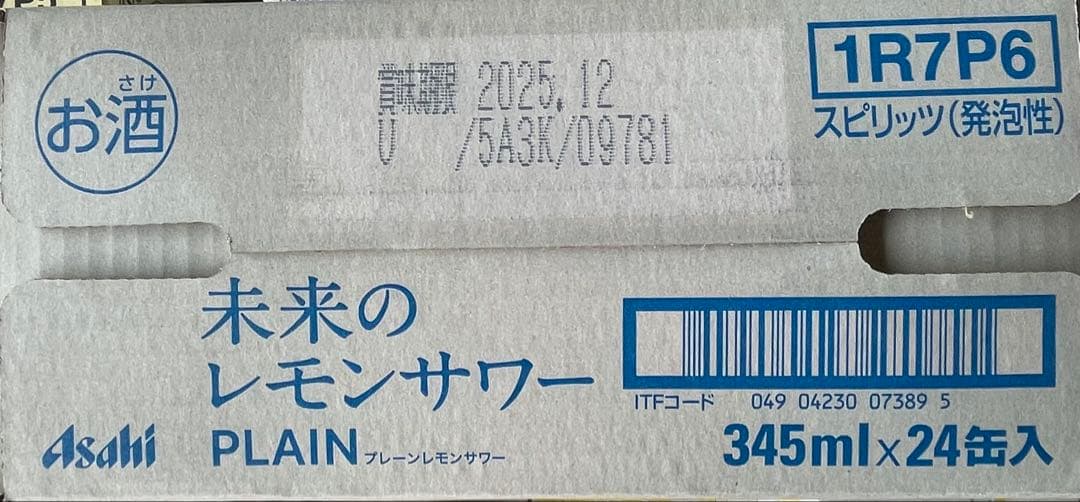 さけ
お酒
賞味期限 2025.12
U /5A3K/09781
1R7P6
スピリッツ(発泡性)
未来の
レモンサワー
ITFコード 049 04230 07389 5
Asahi
PLAIN プレーンレモンサワー
345ml×24缶入